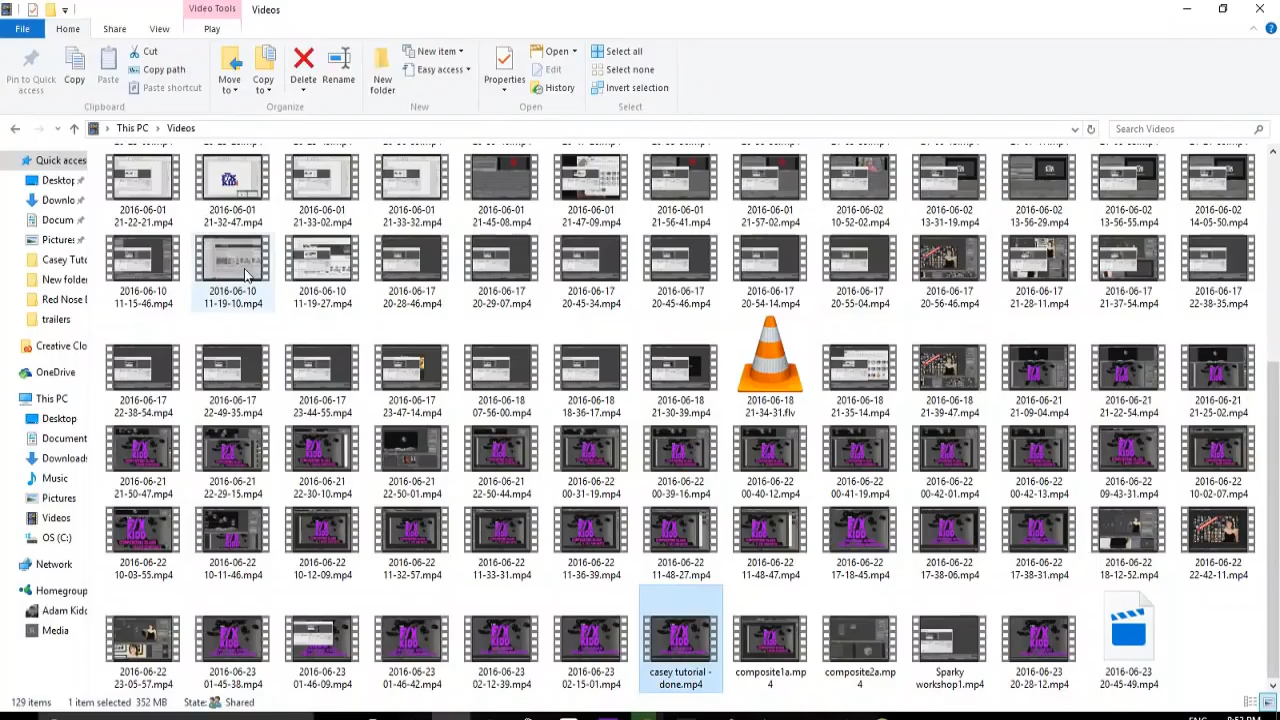 Video Tools
Videos
File
Home
Share
View
Play
Pin to Quick access
Copy
Paste
Cut
Copy path
Paste shortcut
Clipboard
Move to
Copy to
Delete
Rename
Organize
New folder
New item
Easy access
New
Properties
Open
Edit
History
Open
Select all
Select none
Invert selection
Select
This PC
Videos
Search Videos
Quick acces
Desktop
Downlo
Docum
Pictures
Casey Tuto
New folder
Red Nose D
trailers
Creative Clo
OneDrive
This PC
Desktop
Document
Downloads
Music
Pictures
Videos
OS (C:)
Network
Homegroup
Adam Kidd
Media
2016-06-01 21-22-21.mp4
2016-06-01 21-32-47.mp4
2016-06-01 21-33-02.mp4
2016-06-01 21-33-32.mp4
2016-06-01 21-45-08.mp4
2016-06-01 21-47-09.mp4
2016-06-01 21-56-41.mp4
2016-06-01 21-57-02.mp4
2016-06-02 10-52-02.mp4
2016-06-02 13-31-19.mp4
2016-06-02 13-56-29.mp4
2016-06-02 13-56-55.mp4
2016-06-02 14-05-50.mp4
2016-06-10 11-15-46.mp4
2016-06-10 11-19-10.mp4
2016-06-10 11-19-27.mp4
2016-06-17 20-28-46.mp4
2016-06-17 20-29-07.mp4
2016-06-17 20-45-34.mp4
2016-06-17 20-45-46.mp4
2016-06-17 20-54-14.mp4
2016-06-17 20-55-04.mp4
2016-06-17 20-56-46.mp4
2016-06-17 21-28-11.mp4
2016-06-17 21-37-54.mp4
2016-06-17 22-38-35.mp4
2016-06-17 22-38-54.mp4
2016-06-17 22-49-35.mp4
2016-06-17 23-44-55.mp4
2016-06-17 23-47-14.mp4
2016-06-18 07-56-00.mp4
2016-06-18 18-36-17.mp4
2016-06-18 21-30-39.mp4
2016-06-18 21-34-31.flv
2016-06-18 21-35-14.mp4
2016-06-18 21-39-47.mp4
2016-06-21 21-09-04.mp4
2016-06-21 21-22-54.mp4
2016-06-21 21-25-02.mp4
2016-06-21 21-50-47.mp4
2016-06-21 22-29-15.mp4
2016-06-21 22-30-10.mp4
2016-06-21 22-50-01.mp4
2016-06-21 22-50-44.mp4
2016-06-22 00-31-19.mp4
2016-06-22 00-39-16.mp4
2016-06-22 00-40-12.mp4
2016-06-22 00-41-19.mp4
2016-06-22 00-42-01.mp4
2016-06-22 00-42-13.mp4
2016-06-22 09-43-31.mp4
2016-06-22 10-02-07.mp4
2016-06-22 10-03-55.mp4
2016-06-22 10-11-46.mp4
2016-06-22 10-12-09.mp4
2016-06-22 11-32-57.mp4
2016-06-22 11-33-31.mp4
2016-06-22 11-36-39.mp4
2016-06-22 11-48-27.mp4
2016-06-22 11-48-47.mp4
2016-06-22 17-18-45.mp4
2016-06-22 17-38-06.mp4
2016-06-22 17-38-31.mp4
2016-06-22 18-12-52.mp4
2016-06-22 22-42-11.mp4
2016-06-22 23-05-57.mp4
2016-06-23 01-45-38.mp4
2016-06-23 01-46-09.mp4
2016-06-23 01-46-42.mp4
2016-06-23 02-12-39.mp4
2016-06-23 02-15-01.mp4
casey tutorial - done.mp4
composite1a.mp4
composite2a.mp4
Sparky workshop1.mp4
2016-06-23 20-28-12.mp4
2016-06-23 20-45-49.mp4
129 items
1 item selected 352 MB
State:
Shared